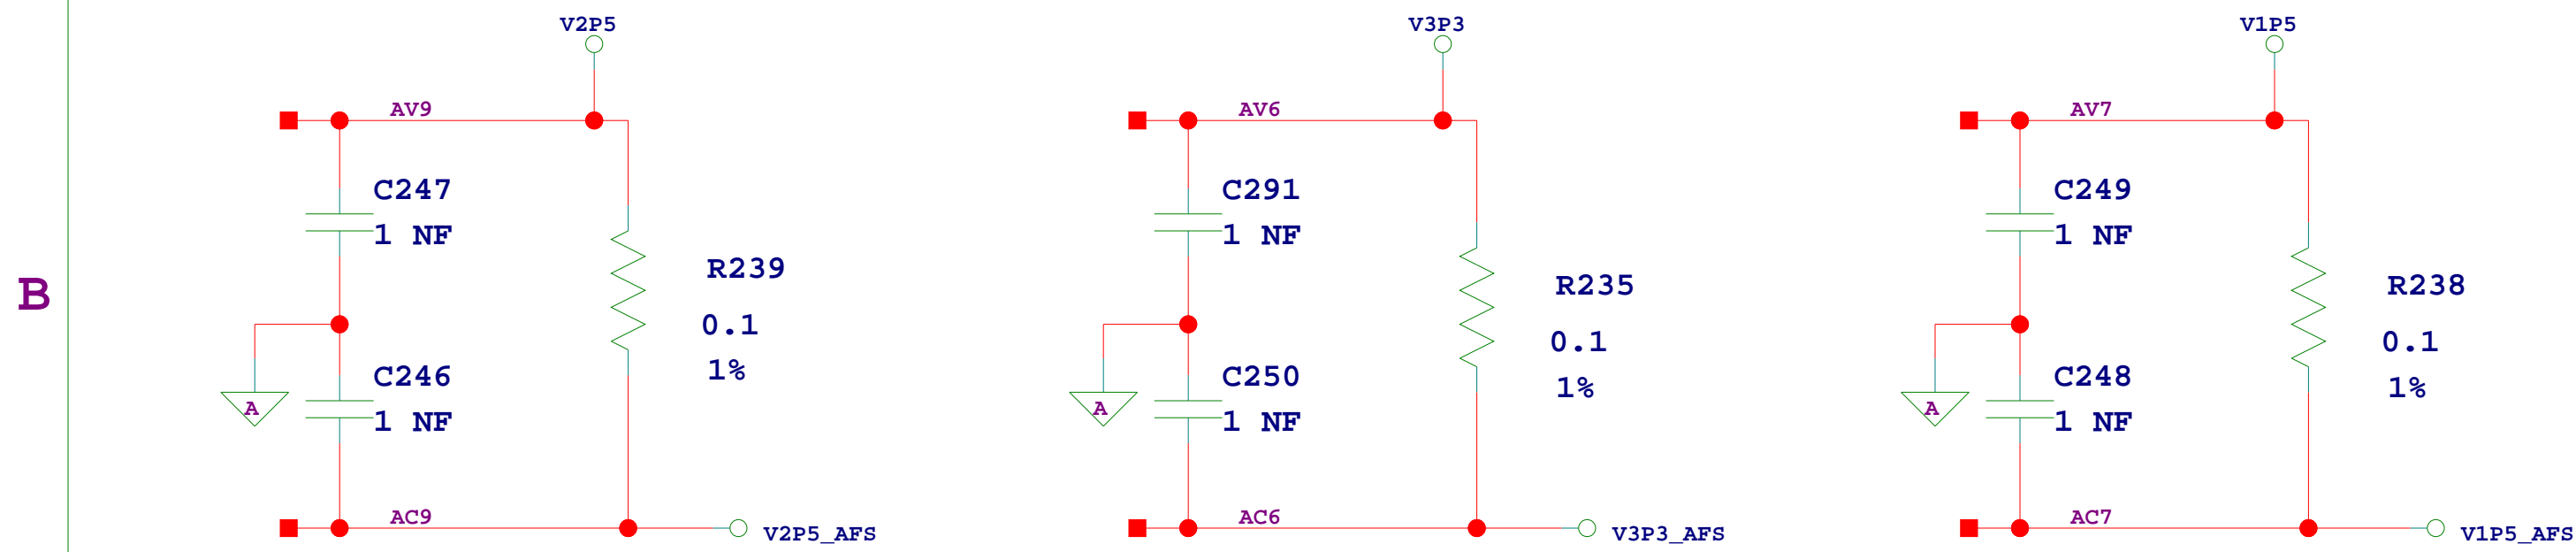 V2P5
V3P3
V1P5
AV9
AV6
AV7
C247
1 NF
C291
1 NF
C249
1 NF
R239
0.1
1%
R235
0.1
1%
R238
0.1
1%
B
C246
1 NF
C250
1 NF
C248
1 NF
A
A
A
AC9
AC6
AC7
V2P5_AFS
V3P3_AFS
V1P5_AFS